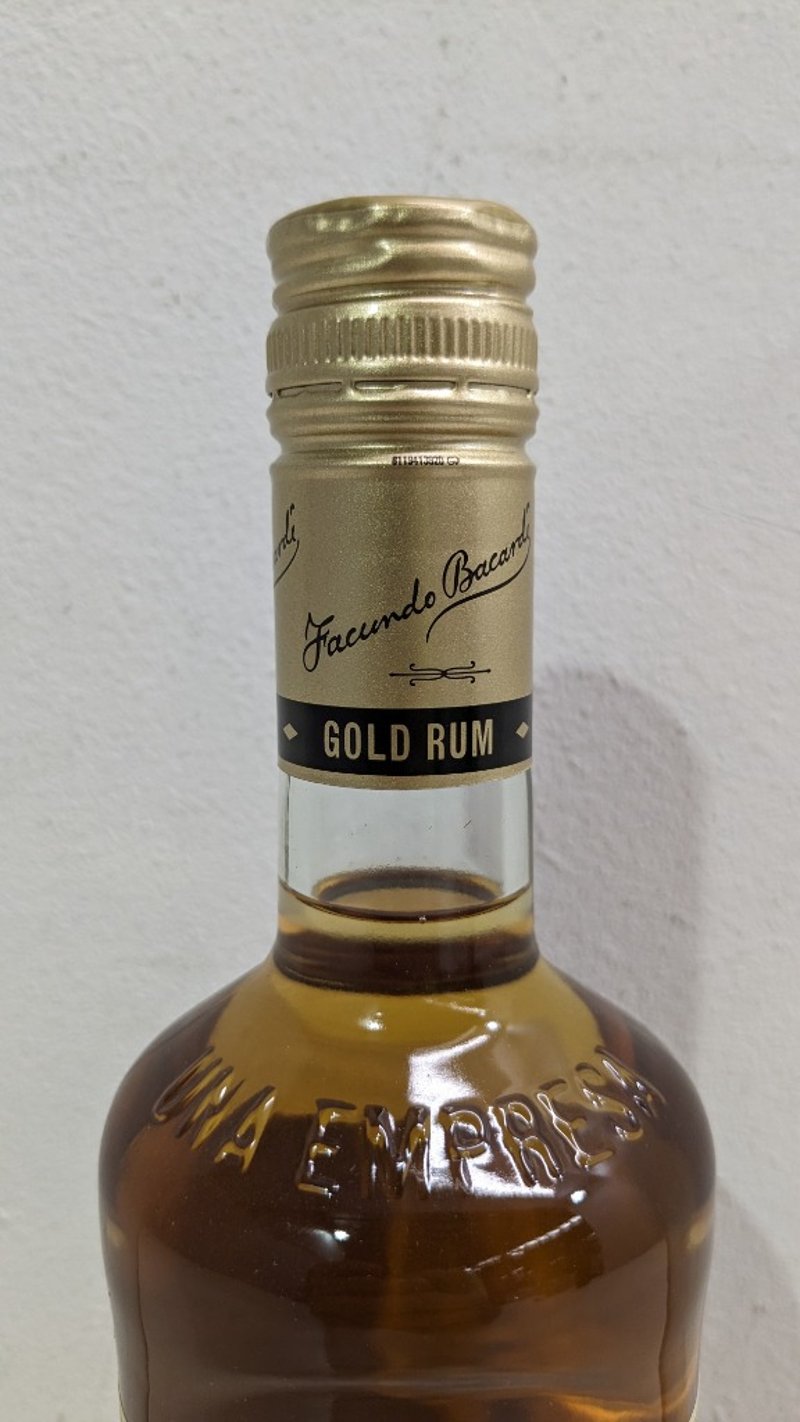 Facundo Bacardí
GOLD RUM
UNA EMPRESA